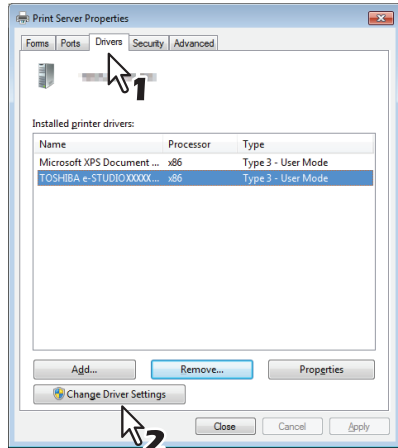 Print Server Properties
Forms Ports Drivers Security Advanced
1
Installed printer drivers:
Name Processor Type
Microsoft XPS Document ... x86 Type 3 - User Mode
TOSHIBA e-STUDIOXXXXX... x86 Type 3 - User Mode
Add... Remove... Properties
Change Driver Settings
2
Close Cancel Apply